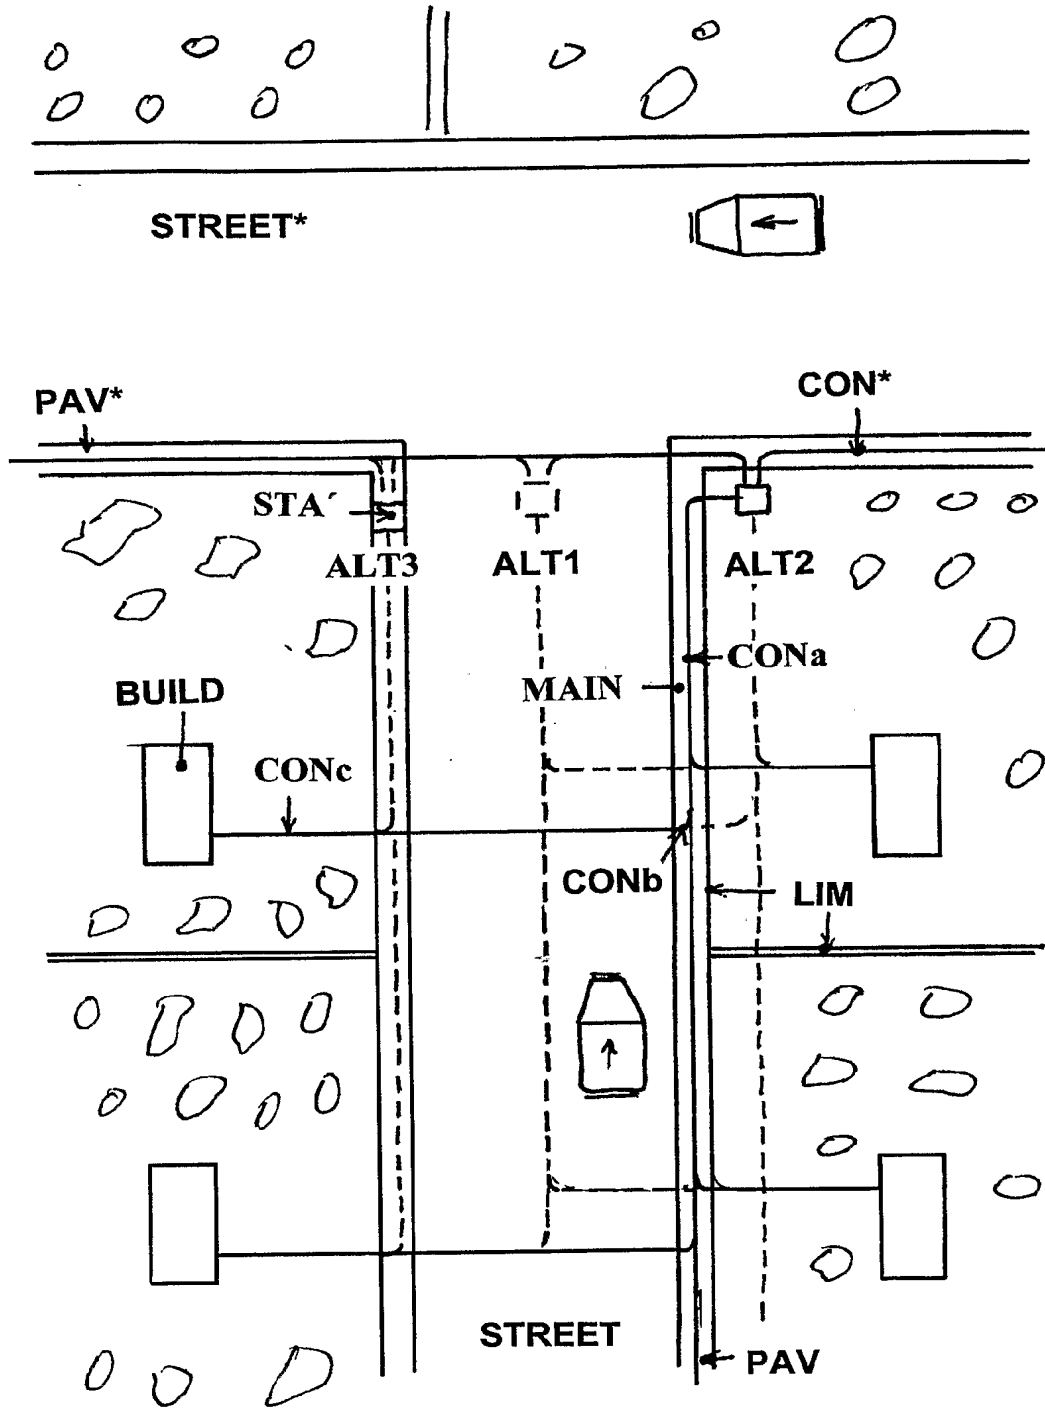 STREET*
PAV*
CON*
STA´
ALT3
ALT1
ALT2
CONa
MAIN
BUILD
CONc
CONb
LIM
STREET
PAV